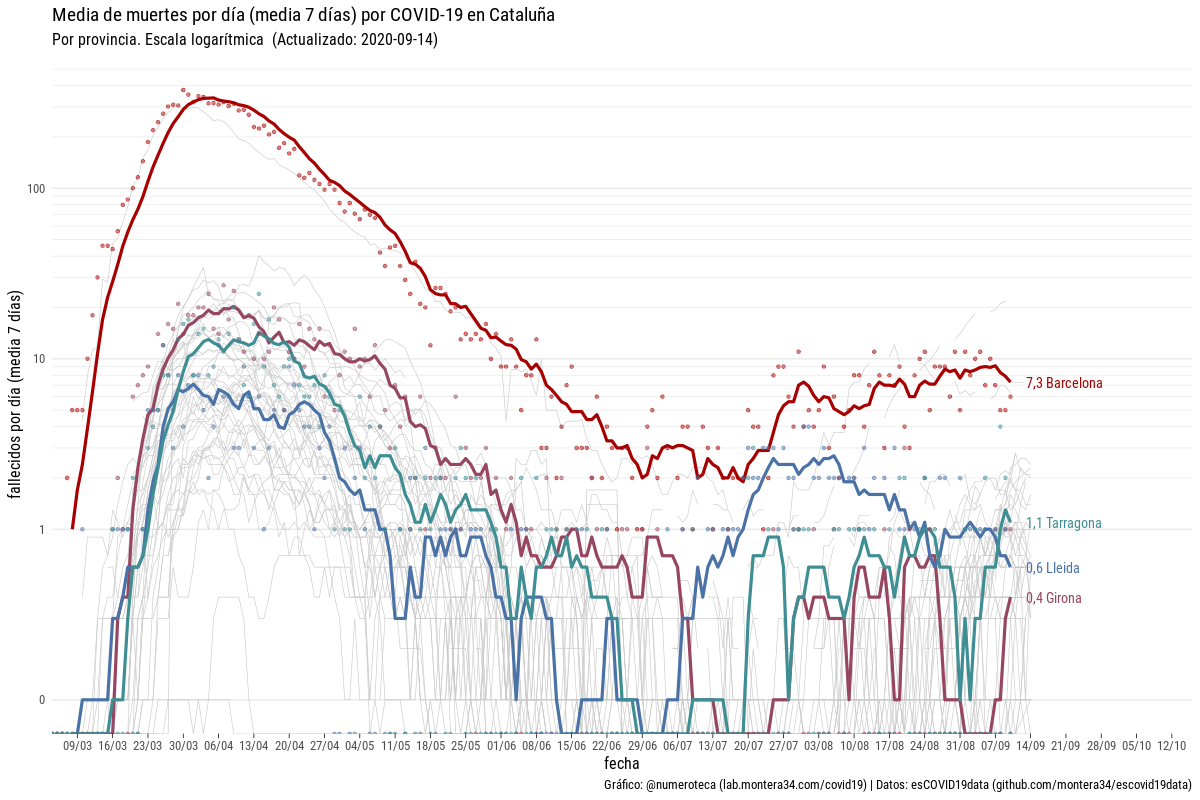 Media de muertes por día (media 7 días) por COVID-19 en Cataluña
Por provincia. Escala logarítmica  (Actualizado: 2020-09-14)
fallecidos por día (media  7 días)
100
10
1
0
7,3 Barcelona
1,1 Tarragona
0,6 Lleida
0,4 Girona
09/03 16/03 23/03 30/03 06/04 13/04 20/04 27/04 04/05 11/05 18/05 25/05 01/06 08/06 15/06 22/06 29/06 06/07 13/07 20/07 27/07 03/08 10/08 17/08 24/08 31/08 07/09 14/09 21/09 28/09 05/10 12/10
fecha
Gráfico: @numeroteca (lab.montera34.com/covid19) | Datos: esCOVID19data (github.com/montera34/escovid19data)